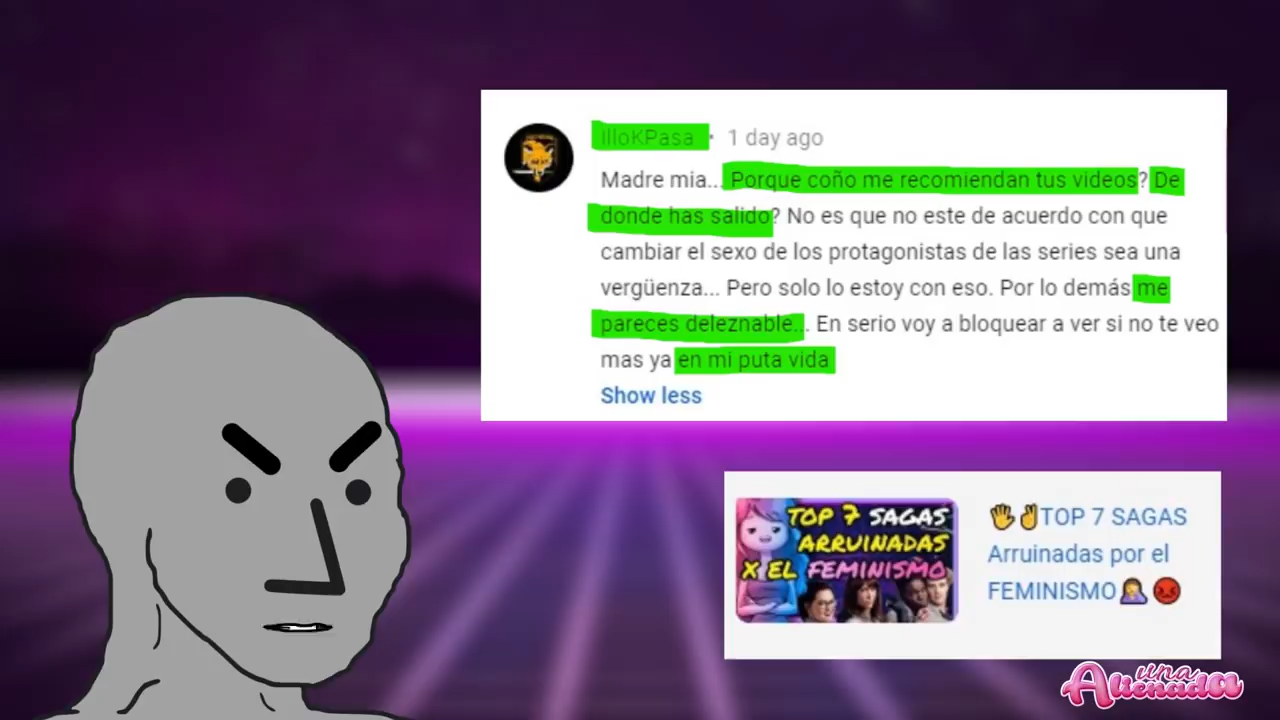 IlloKPasa • 1 day ago
Madre mia... Porque coño me recomiendan tus videos? De
donde has salido? No es que no este de acuerdo con que
cambiar el sexo de los protagonistas de las series sea una
vergüenza... Pero solo lo estoy con eso. Por lo demás me
pareces deleznable... En serio voy a bloquear a ver si no te veo
mas ya en mi puta vida
Show less
TOP 7 SAGAS
ARRUINADAS
X EL FEMINISMO
🖐✌TOP 7 SAGAS
Arruinadas por el
FEMINISMO🤦‍♀️😡
una
Alienada